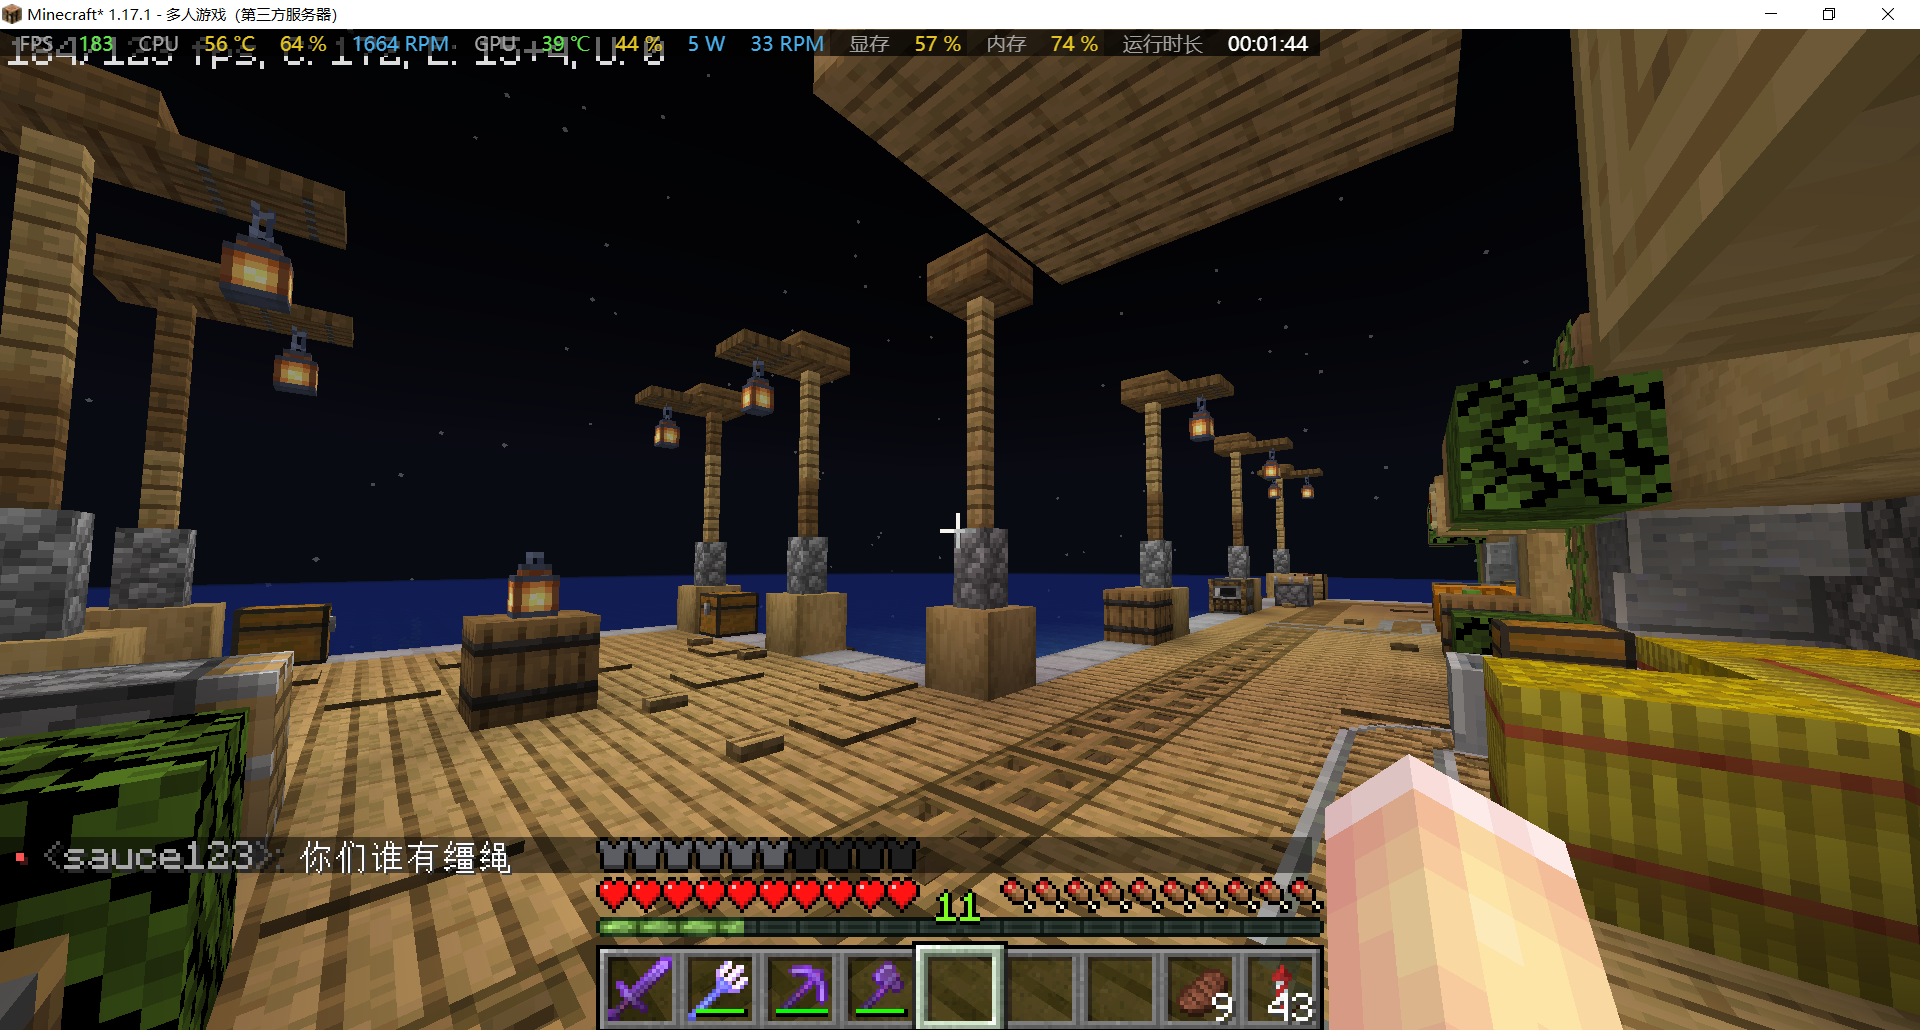 Minecraft* 1.17.1 - 多人游戏（第三方服务器）
FPS 183 CPU 56 °C 64 % 1664 RPM GPU 39 °C 44 % 5 W 33 RPM 显存 57 % 内存 74 % 运行时长 00:01:44
<sauce123>: 你们谁有缰绳
11
9 43